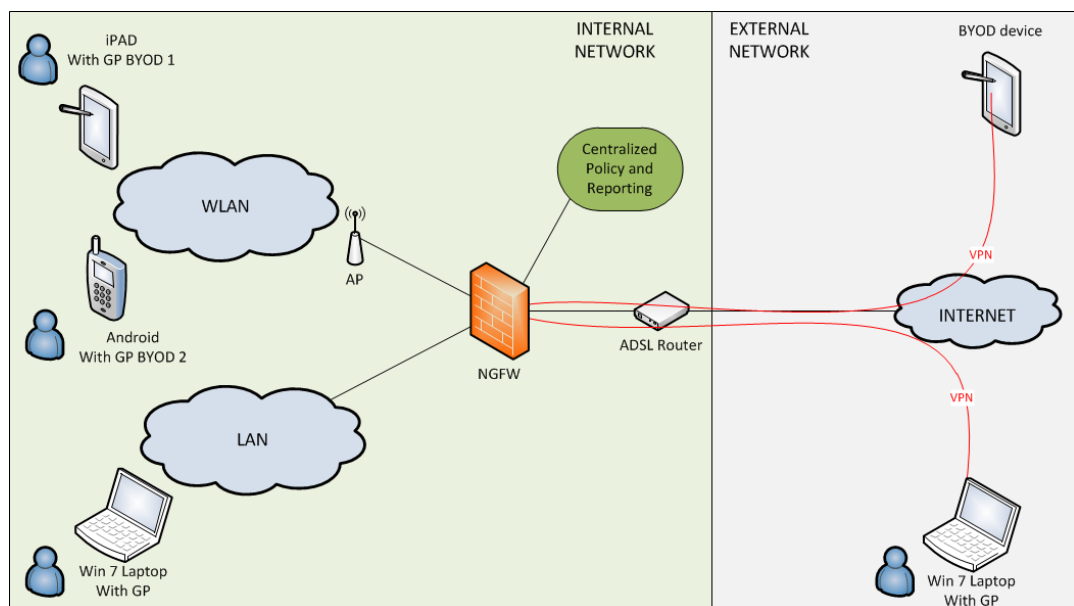 iPAD
With GP BYOD 1
INTERNAL
NETWORK
EXTERNAL
NETWORK
BYOD device
Centralized
Policy and
Reporting
WLAN
AP
VPN
Android
With GP BYOD 2
INTERNET
ADSL Router
NGFW
VPN
LAN
Win 7 Laptop
With GP
Win 7 Laptop
With GP